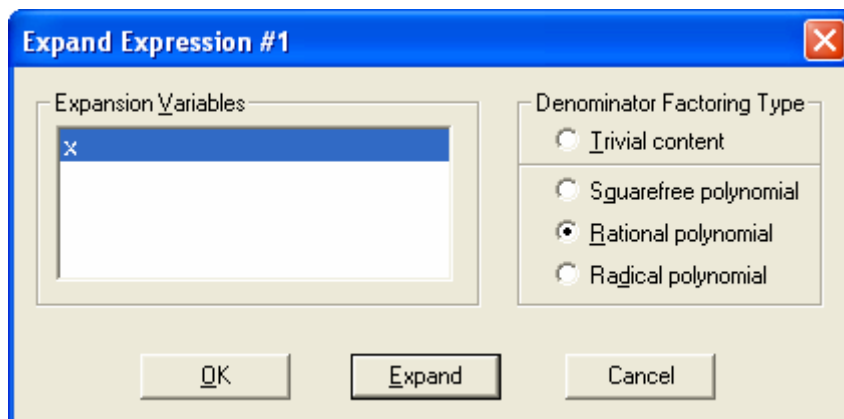 Expand Expression #1
Expansion Variables
x
Denominator Factoring Type
Trivial content
Squarefree polynomial
Rational polynomial
Radical polynomial
OK
Expand
Cancel